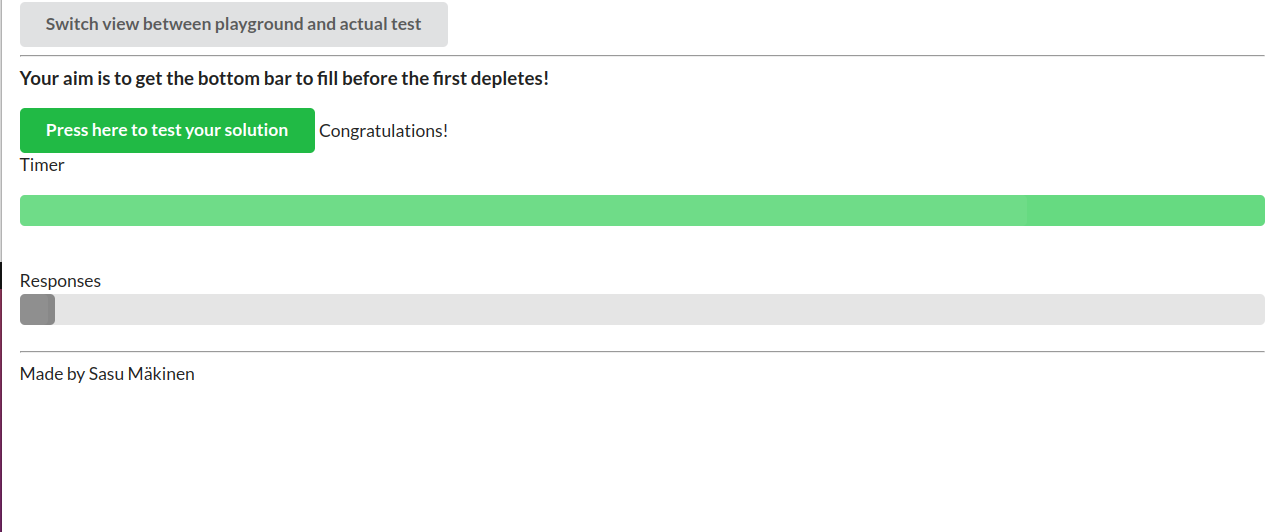 Switch view between playground and actual test
Your aim is to get the bottom bar to fill before the first depletes!
Press here to test your solution Congratulations!
Timer
Responses
Made by Sasu Mäkinen